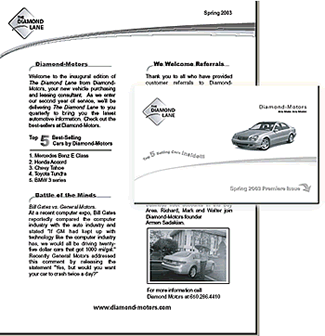 THE
DIAMOND
LANE
Spring 2003
Diamond-Motors
Welcome to the inaugural edition of
The Diamond Lane from Diamond-
Motors, your new vehicle purchasing
and leasing consultant. As we enter
our second year of service, we'll be
delivering The Diamond Lane to you
quarterly to bring you the latest
automotive information. Check out the
best-sellers at Diamond-Motors.
Top 5 Best-Selling
Cars by Diamond-Motors
1. Mercedes Benz E Class
2. Honda Accord
3. Chevy Tahoe
4. Toyota Tundra
5. BMW 3 series
Battle of the Minds
Bill Gates vs. General Motors.
At a recent computer expo, Bill Gates
reportedly compared the computer
industry with the auto industry and
stated "If GM had kept up with
technology like the computer industry
has, we would all be driving twenty-
five dollar cars that got 1000 mi/gal."
Recently General Motors addressed
this comment by releasing the
statement "Yes, but would you want
your car to crash twice a day?"
We Welcome Referrals
Thank you to all who have provided
customer referrals to Diamond-
THE
DIAMOND
LANE
Diamond-Motors
Top 5 Selling Cars Inside!!!
Spring 2003 Premiere Issue
Area. Richard, Mark and Walter join
Diamond-Motors founder
Armen Sadakian.
For more information call
Diamond Motors at 650.286.4410
www.diamond-motors.com